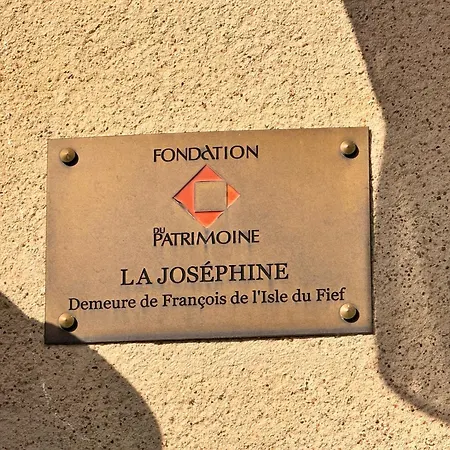 FONDATION
DU
PATRIMOINE
LA JOSÉPHINE
Demeure de François de l'Isle du Fief